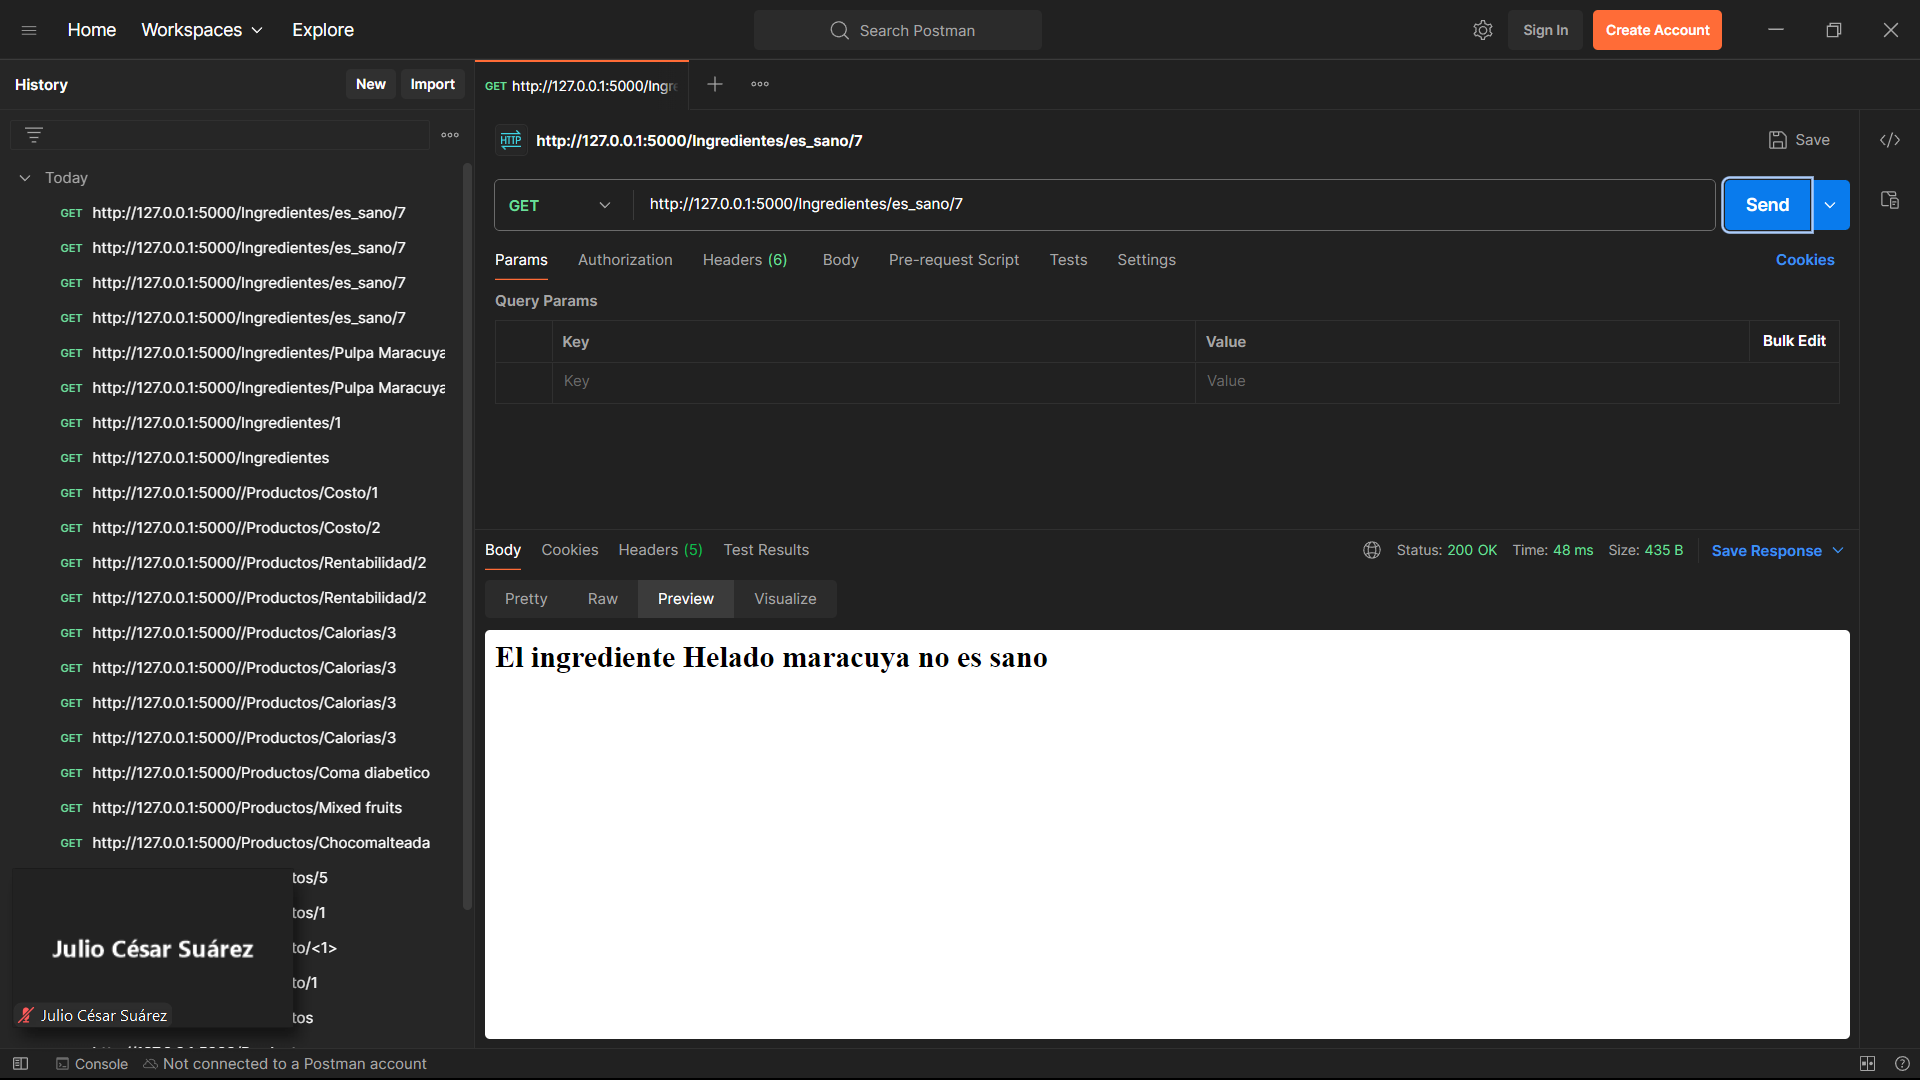 Home
Workspaces
Explore
Search Postman
Sign In
Create Account
History
New
Import
GET http://127.0.0.1:5000/Ingre
http://127.0.0.1:5000/Ingredientes/es_sano/7
Save
Today
GET http://127.0.0.1:5000/Ingredientes/es_sano/7
GET http://127.0.0.1:5000/Ingredientes/es_sano/7
GET http://127.0.0.1:5000/Ingredientes/es_sano/7
GET http://127.0.0.1:5000/Ingredientes/es_sano/7
GET http://127.0.0.1:5000/Ingredientes/Pulpa Maracuya
GET http://127.0.0.1:5000/Ingredientes/Pulpa Maracuya
GET http://127.0.0.1:5000/Ingredientes/1
GET http://127.0.0.1:5000/Ingredientes
GET http://127.0.0.1:5000//Productos/Costo/1
GET http://127.0.0.1:5000//Productos/Costo/2
GET http://127.0.0.1:5000//Productos/Rentabilidad/2
GET http://127.0.0.1:5000//Productos/Rentabilidad/2
GET http://127.0.0.1:5000//Productos/Calorias/3
GET http://127.0.0.1:5000//Productos/Calorias/3
GET http://127.0.0.1:5000//Productos/Calorias/3
GET http://127.0.0.1:5000//Productos/Calorias/3
GET http://127.0.0.1:5000/Productos/Coma diabetico
GET http://127.0.0.1:5000/Productos/Mixed fruits
GET http://127.0.0.1:5000/Productos/Chocomalteada
tos/5
tos/1
to/<1>
to/1
tos
Julio César Suárez
Julio César Suárez
GET
http://127.0.0.1:5000/Ingredientes/es_sano/7
Send
Params
Authorization
Headers (6)
Body
Pre-request Script
Tests
Settings
Cookies
Query Params
Key
Value
Bulk Edit
Key
Value
Body
Cookies
Headers (5)
Test Results
Status: 200 OK
Time: 48 ms
Size: 435 B
Save Response
Pretty
Raw
Preview
Visualize
El ingrediente Helado maracuya no es sano
Console
Not connected to a Postman account